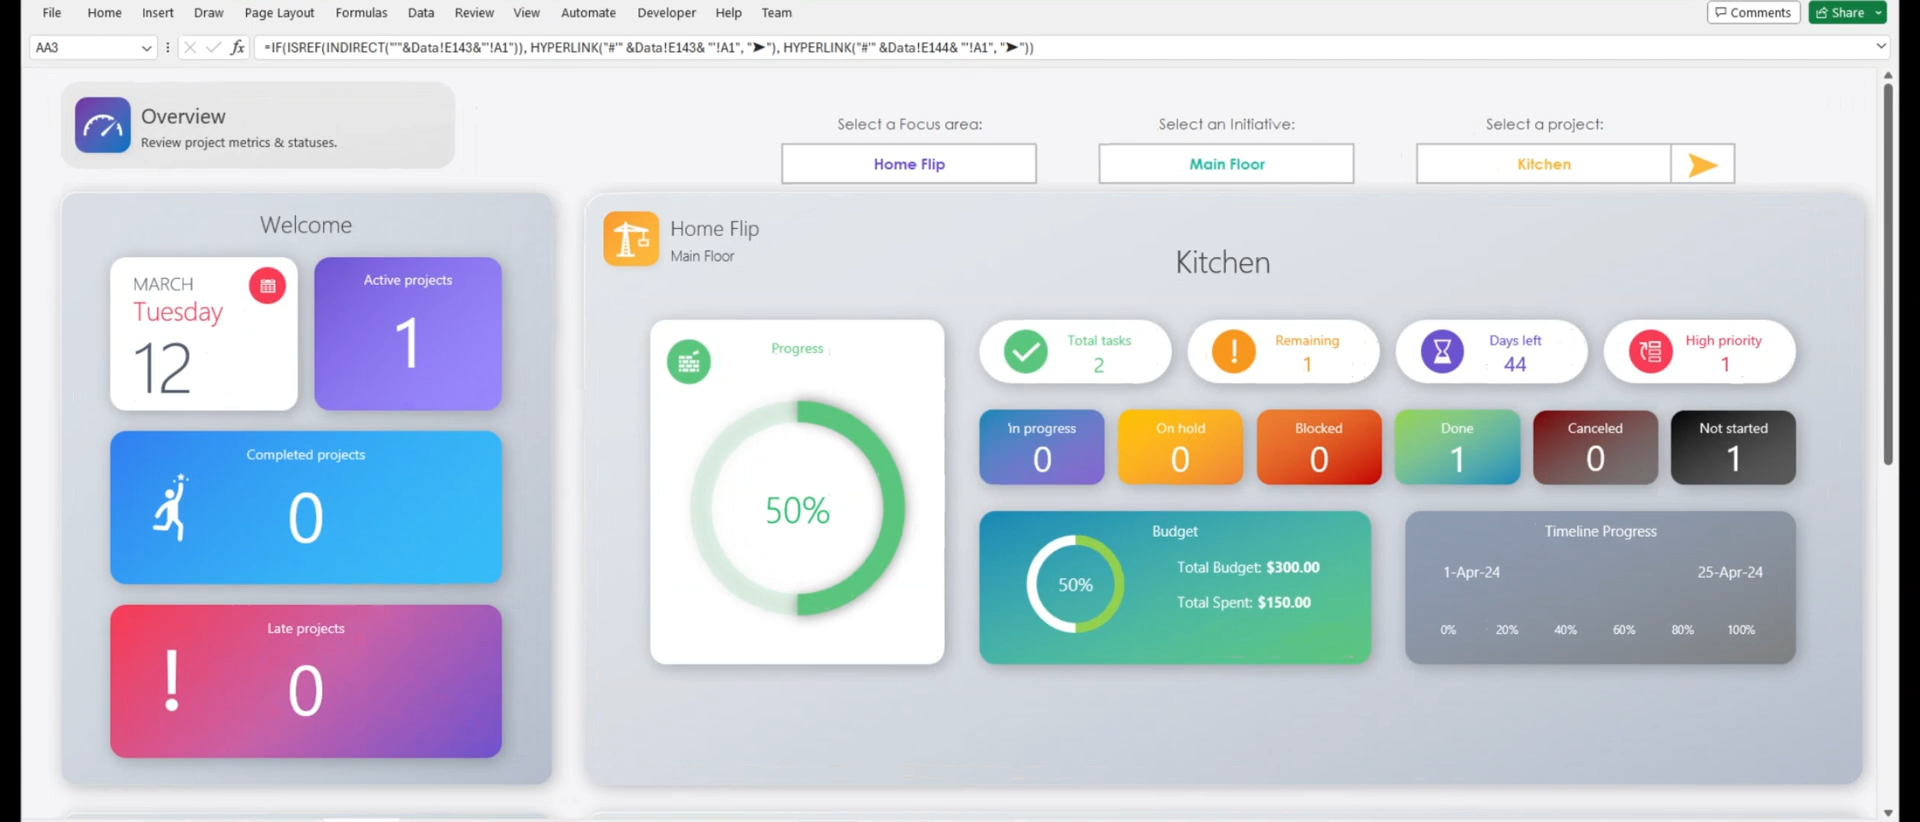 File Home Insert Draw Page Layout Formulas Data Review View Automate Developer Help Team Comments Share
AA3 fx =IF(ISREF(INDIRECT("'"&Data!E143&"'!A1")), HYPERLINK("#'" &Data!E143& "'!A1", "➤"), HYPERLINK("#'" &Data!E144& "'!A1", "➤"))
Overview
Review project metrics & statuses.
Select a Focus area: Select an Initiative: Select a project:
Home Flip Main Floor Kitchen
Welcome
MARCH
Tuesday
12
Active projects
1
Completed projects
0
Late projects
0
Home Flip
Main Floor
Kitchen
Progress
50%
Total tasks
2
Remaining
1
Days left
44
High priority
1
In progress
0
On hold
0
Blocked
0
Done
1
Canceled
0
Not started
1
Budget
50%
Total Budget: $300.00
Total Spent: $150.00
Timeline Progress
1-Apr-24 25-Apr-24
0% 20% 40% 60% 80% 100%